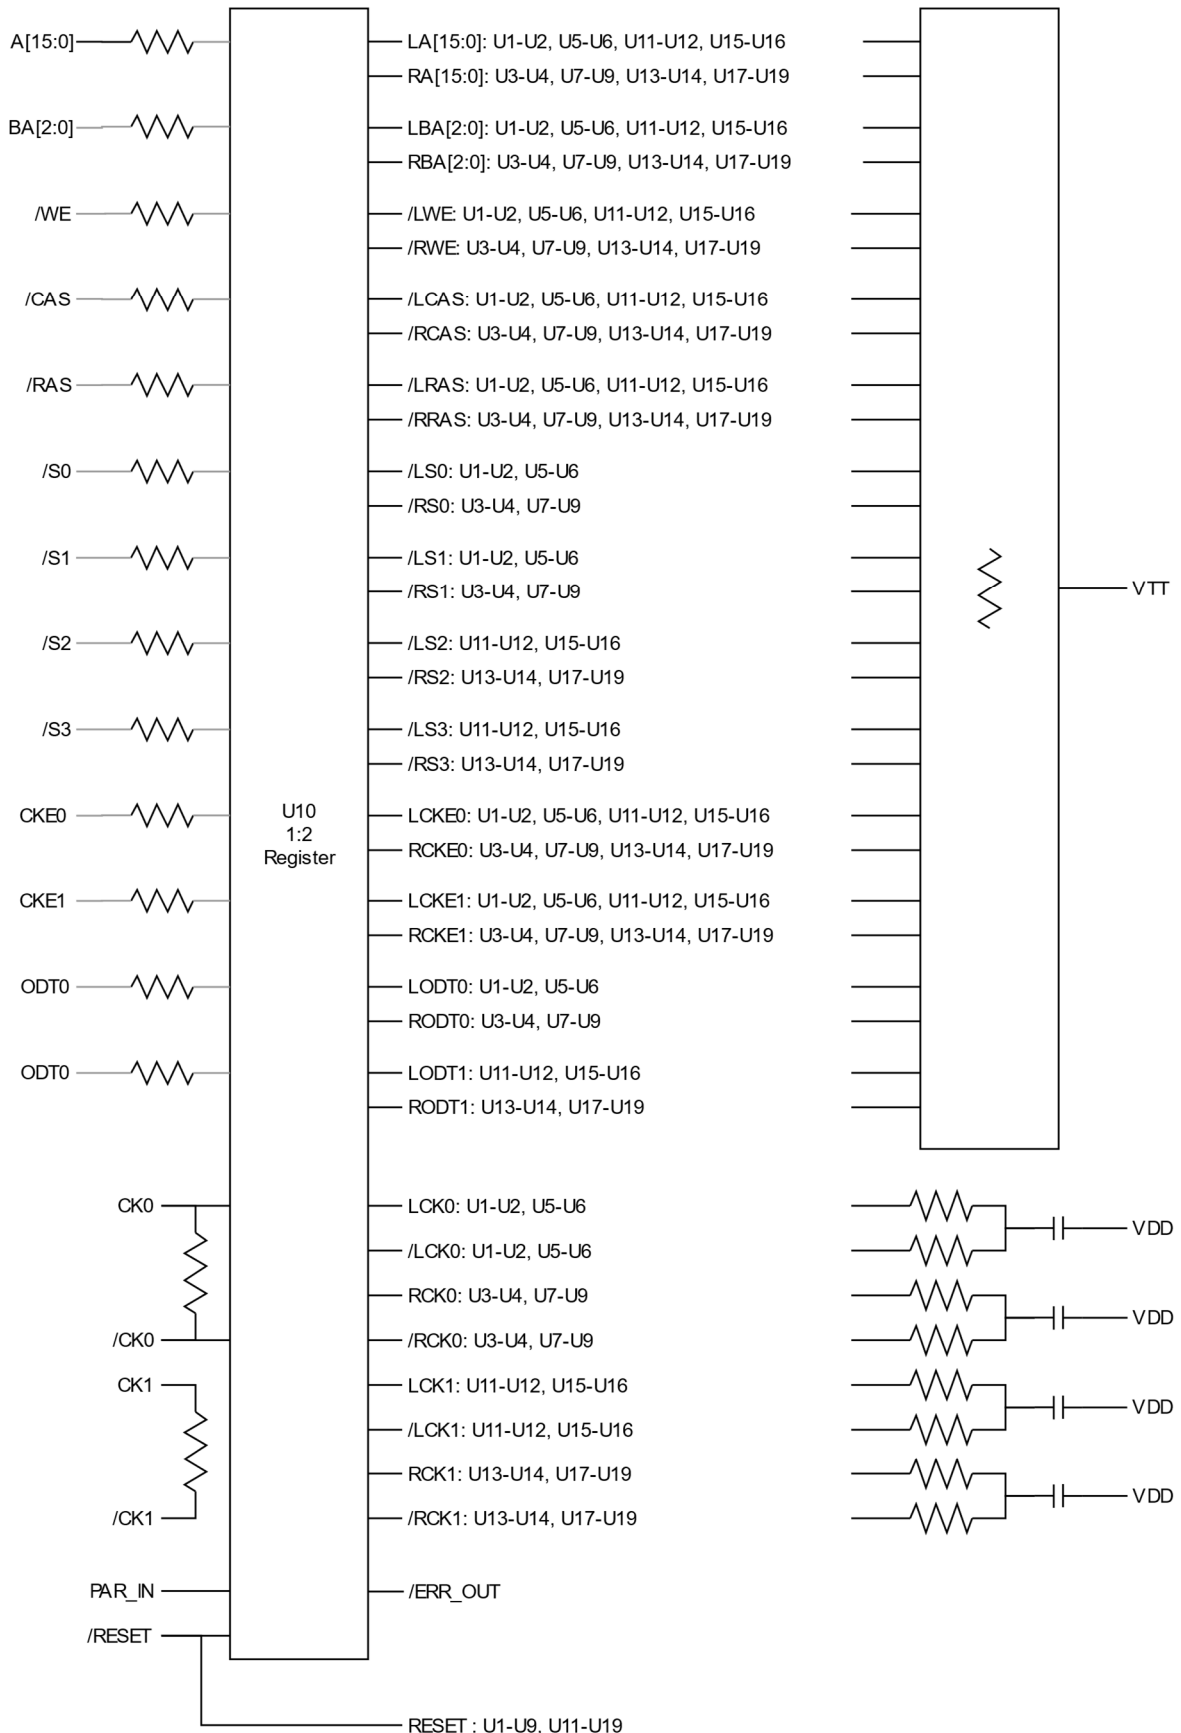 A[15:0]
LA[15:0]: U1-U2, U5-U6, U11-U12, U15-U16
RA[15:0]: U3-U4, U7-U9, U13-U14, U17-U19
BA[2:0]
LBA[2:0]: U1-U2, U5-U6, U11-U12, U15-U16
RBA[2:0]: U3-U4, U7-U9, U13-U14, U17-U19
/WE
/LWE: U1-U2, U5-U6, U11-U12, U15-U16
/RWE: U3-U4, U7-U9, U13-U14, U17-U19
/CAS
/LCAS: U1-U2, U5-U6, U11-U12, U15-U16
/RCAS: U3-U4, U7-U9, U13-U14, U17-U19
/RAS
/LRAS: U1-U2, U5-U6, U11-U12, U15-U16
/RRAS: U3-U4, U7-U9, U13-U14, U17-U19
/S0
/LS0: U1-U2, U5-U6
/RS0: U3-U4, U7-U9
/S1
/LS1: U1-U2, U5-U6
/RS1: U3-U4, U7-U9
VTT
/S2
/LS2: U11-U12, U15-U16
/RS2: U13-U14, U17-U19
/S3
/LS3: U11-U12, U15-U16
/RS3: U13-U14, U17-U19
CKE0
U10
1:2
Register
LCKE0: U1-U2, U5-U6, U11-U12, U15-U16
RCKE0: U3-U4, U7-U9, U13-U14, U17-U19
CKE1
LCKE1: U1-U2, U5-U6, U11-U12, U15-U16
RCKE1: U3-U4, U7-U9, U13-U14, U17-U19
ODT0
LODT0: U1-U2, U5-U6
RODT0: U3-U4, U7-U9
ODT0
LODT1: U11-U12, U15-U16
RODT1: U13-U14, U17-U19
CK0
LCK0: U1-U2, U5-U6
VDD
/LCK0: U1-U2, U5-U6
RCK0: U3-U4, U7-U9
VDD
/CK0
/RCK0: U3-U4, U7-U9
CK1
LCK1: U11-U12, U15-U16
VDD
/LCK1: U11-U12, U15-U16
RCK1: U13-U14, U17-U19
VDD
/CK1
/RCK1: U13-U14, U17-U19
PAR_IN
/ERR_OUT
/RESET
RESET : U1-U9. U11-U19